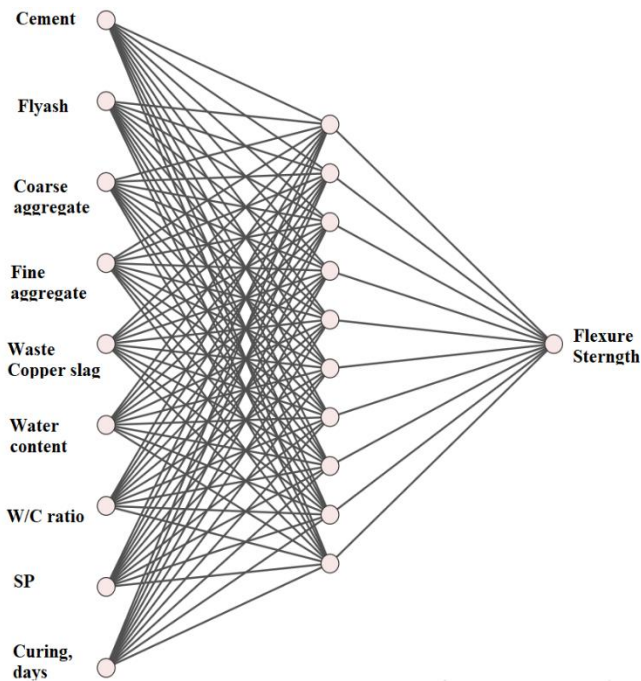 Cement
Flyash
Coarse
aggregate
Fine
aggregate
Waste
Copper slag
Water
content
W/C ratio
SP
Curing,
days
Flexure
Sterngth